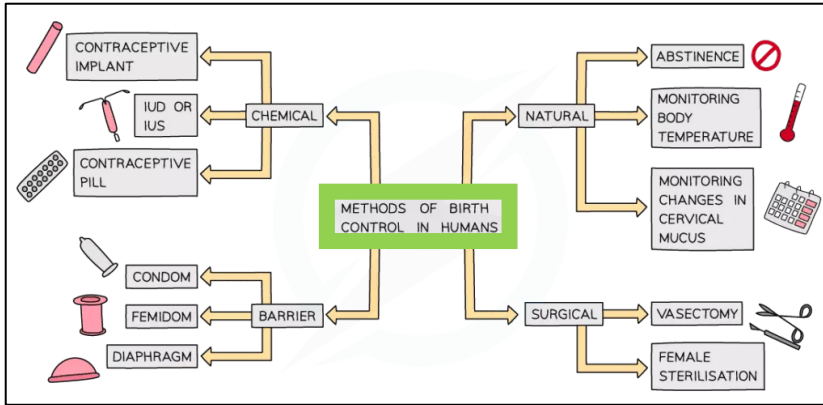 CONTRACEPTIVE
IMPLANT
IUD OR
IUS
CONTRACEPTIVE
PILL
CHEMICAL
NATURAL
ABSTINENCE
MONITORING
BODY
TEMPERATURE
MONITORING
CHANGES IN
CERVICAL
MUCUS
METHODS OF BIRTH
CONTROL IN HUMANS
CONDOM
FEMIDOM
DIAPHRAGM
BARRIER
SURGICAL
VASECTOMY
FEMALE
STERILISATION